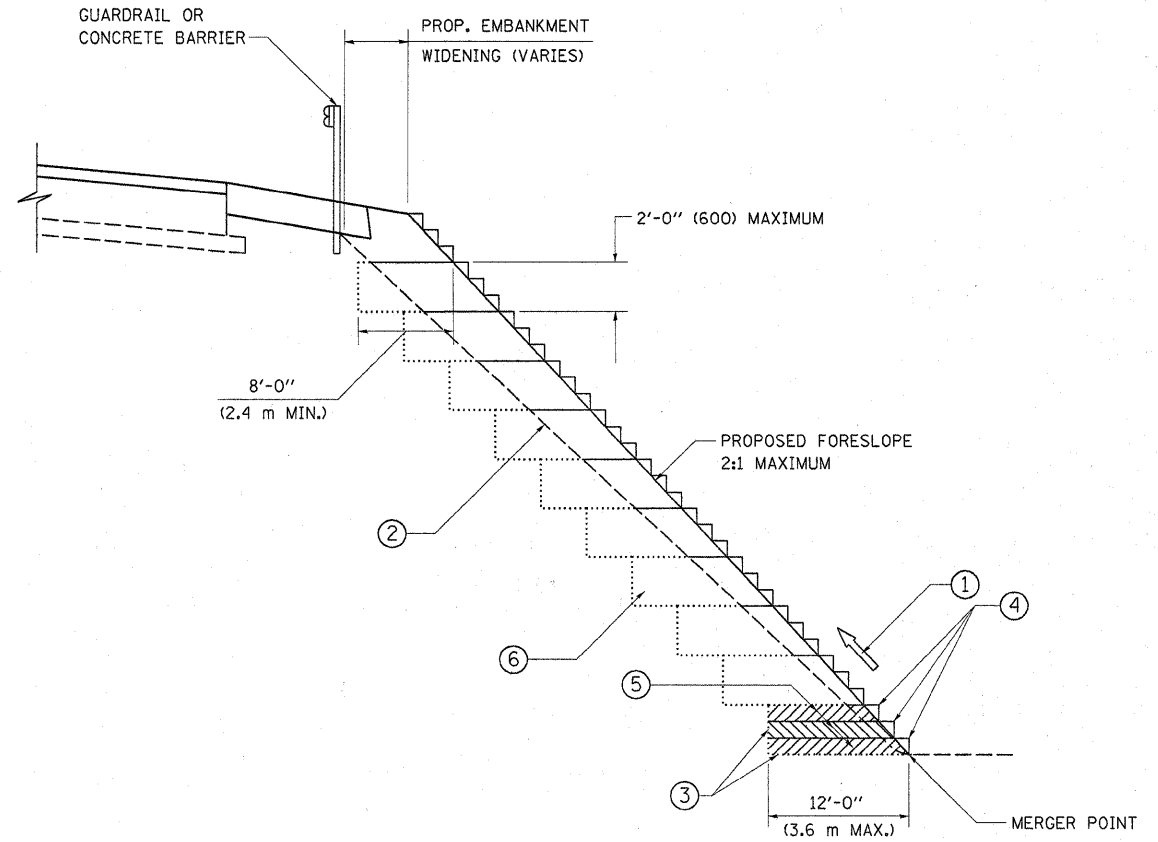 GUARDRAIL OR
CONCRETE BARRIER
PROP. EMBANKMENT
WIDENING (VARIES)
2'-0" (600) MAXIMUM
8'-0"
(2.4 m MIN.)
PROPOSED FORESLOPE
2:1 MAXIMUM
2
1
4
6
5
3
12'-0"
(3.6 m MAX.)
MERGER POINT